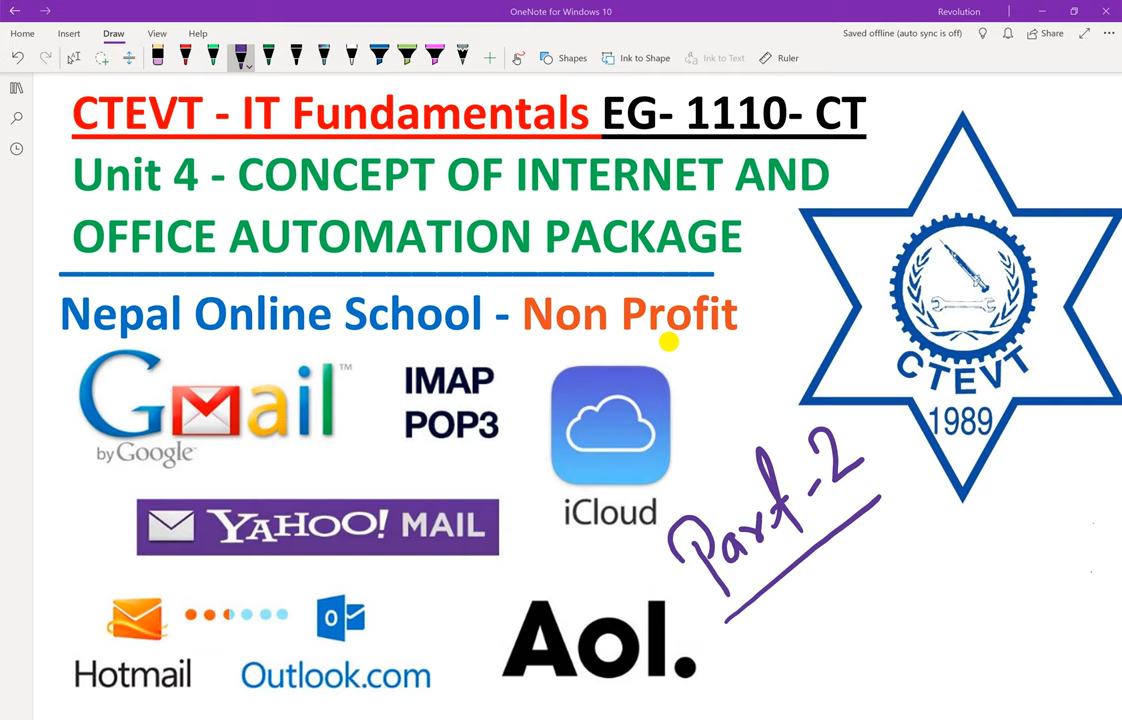 OneNote for Windows 10
Revolution
Home Insert Draw View Help
Saved offline (auto sync is off)
Share
Shapes
Ink to Shape
Ink to Text
Ruler
CTEVT - IT Fundamentals EG- 1110- CT
Unit 4 - CONCEPT OF INTERNET AND
OFFICE AUTOMATION PACKAGE
Nepal Online School - Non Profit
Gmail™
by Google™
IMAP
POP3
iCloud
CTEVT
1989
Part-2
YAHOO! MAIL
Hotmail
Outlook.com
Aol.